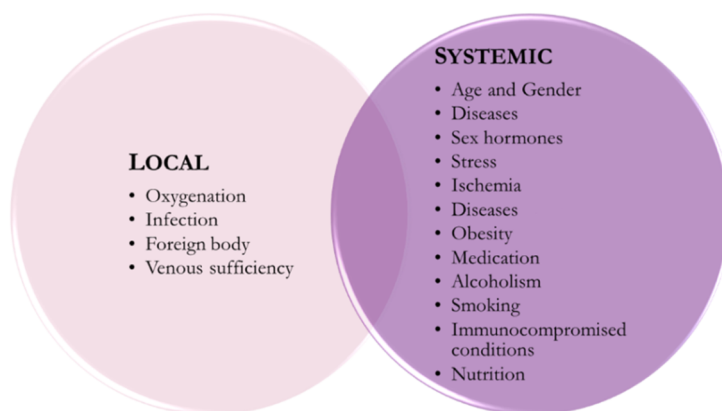 LOCAL
• Oxygenation
• Infection
• Foreign body
• Venous sufficiency
SYSTEMIC
• Age and Gender
• Diseases
• Sex hormones
• Stress
• Ischemia
• Diseases
• Obesity
• Medication
• Alcoholism
• Smoking
• Immunocompromised
conditions
• Nutrition